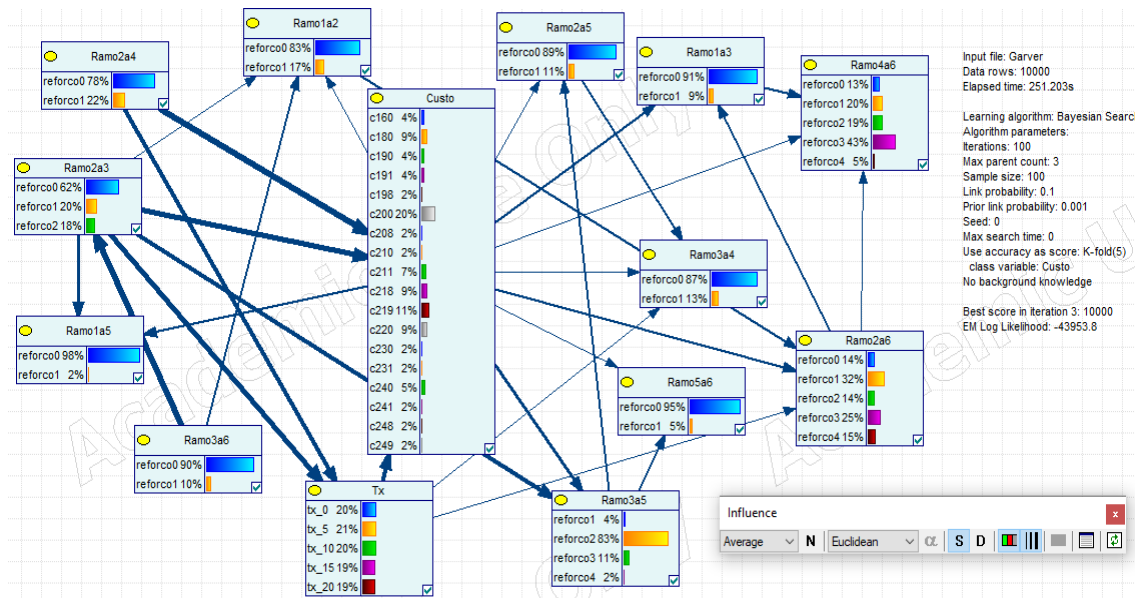 Ramo2a4
reforco0 78%
reforco1 22%
Ramo1a2
reforco0 83%
reforco1 17%
Ramo2a5
reforco0 89%
reforco1 11%
Ramo1a3
reforco0 91%
reforco1 9%
Ramo4a6
reforco0 13%
reforco1 20%
reforco2 19%
reforco3 43%
reforco4 5%
Custo
c160 4%
c180 9%
c190 4%
c191 4%
c198 2%
c200 20%
c208 2%
c210 2%
c211 7%
c218 9%
c219 11%
c220 9%
c230 2%
c231 2%
c240 5%
c241 2%
c248 2%
c249 2%
Ramo2a3
reforco0 62%
reforco1 20%
reforco2 18%
Ramo3a4
reforco0 87%
reforco1 13%
Ramo1a5
reforco0 98%
reforco1 2%
Ramo2a6
reforco0 14%
reforco1 32%
reforco2 14%
reforco3 25%
reforco4 15%
Ramo5a6
reforco0 95%
reforco1 5%
Ramo3a6
reforco0 90%
reforco1 10%
Tx
tx_0 20%
tx_5 21%
tx_10 20%
tx_15 19%
tx_20 19%
Ramo3a5
reforco1 4%
reforco2 83%
reforco3 11%
reforco4 2%
Input file: Garver
Data rows: 10000
Elapsed time: 251.203s
Learning algorithm: Bayesian Searc
Algorithm parameters:
Iterations: 100
Max parent count: 3
Sample size: 100
Link probability: 0.1
Prior link probability: 0.001
Seed: 0
Max search time: 0
Use accuracy as score: K-fold(5)
class variable: Custo
No background knowledge
Best score in iteration 3: 10000
EM Log Likelihood: -43953.8
Influence
x
Average N Euclidean α S D
Academic
only
Academic u